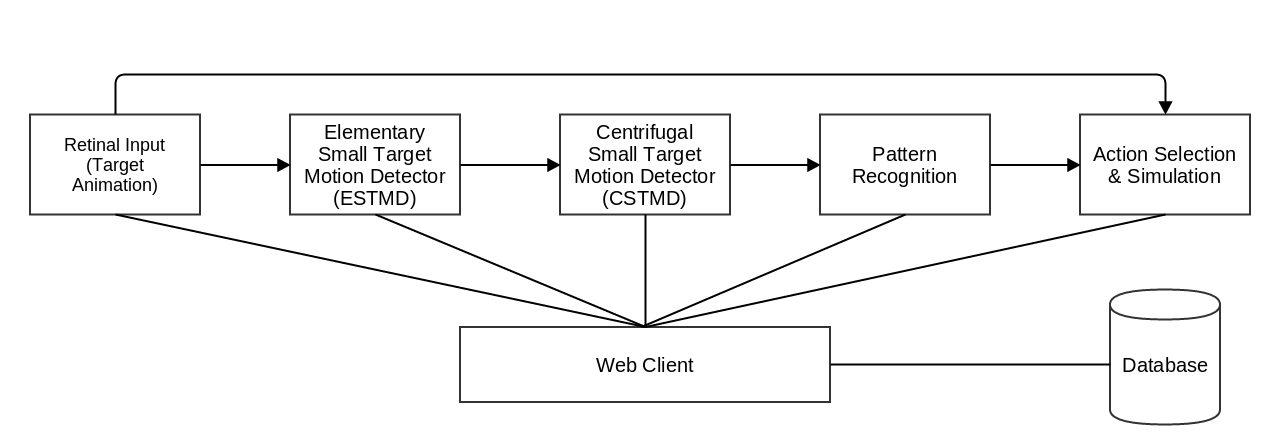 Retinal Input
(Target
Animation)
Elementary
Small Target
Motion Detector
(ESTMD)
Centrifugal
Small Target
Motion Detector
(CSTMD)
Pattern
Recognition
Action Selection
& Simulation
Web Client
Database